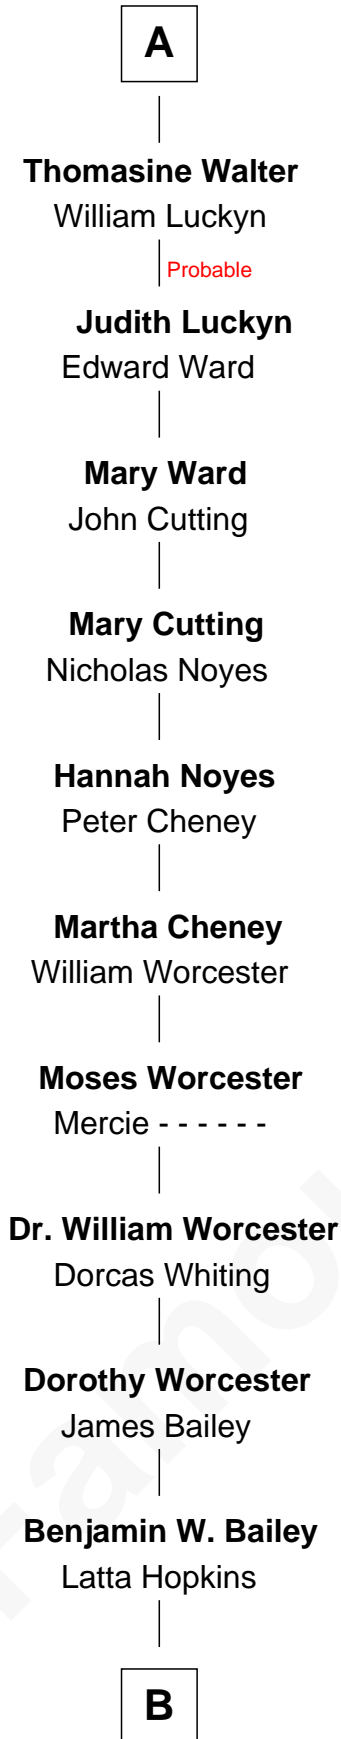 A
Thomasine Walter
William Luckyn
Probable
Judith Luckyn
Edward Ward
Mary Ward
John Cutting
Mary Cutting
Nicholas Noyes
Hannah Noyes
Peter Cheney
Martha Cheney
William Worcester
Moses Worcester
Mercie - - - - - -
Dr. William Worcester
Dorcas Whiting
Dorothy Worcester
James Bailey
Benjamin W. Bailey
Latta Hopkins
B